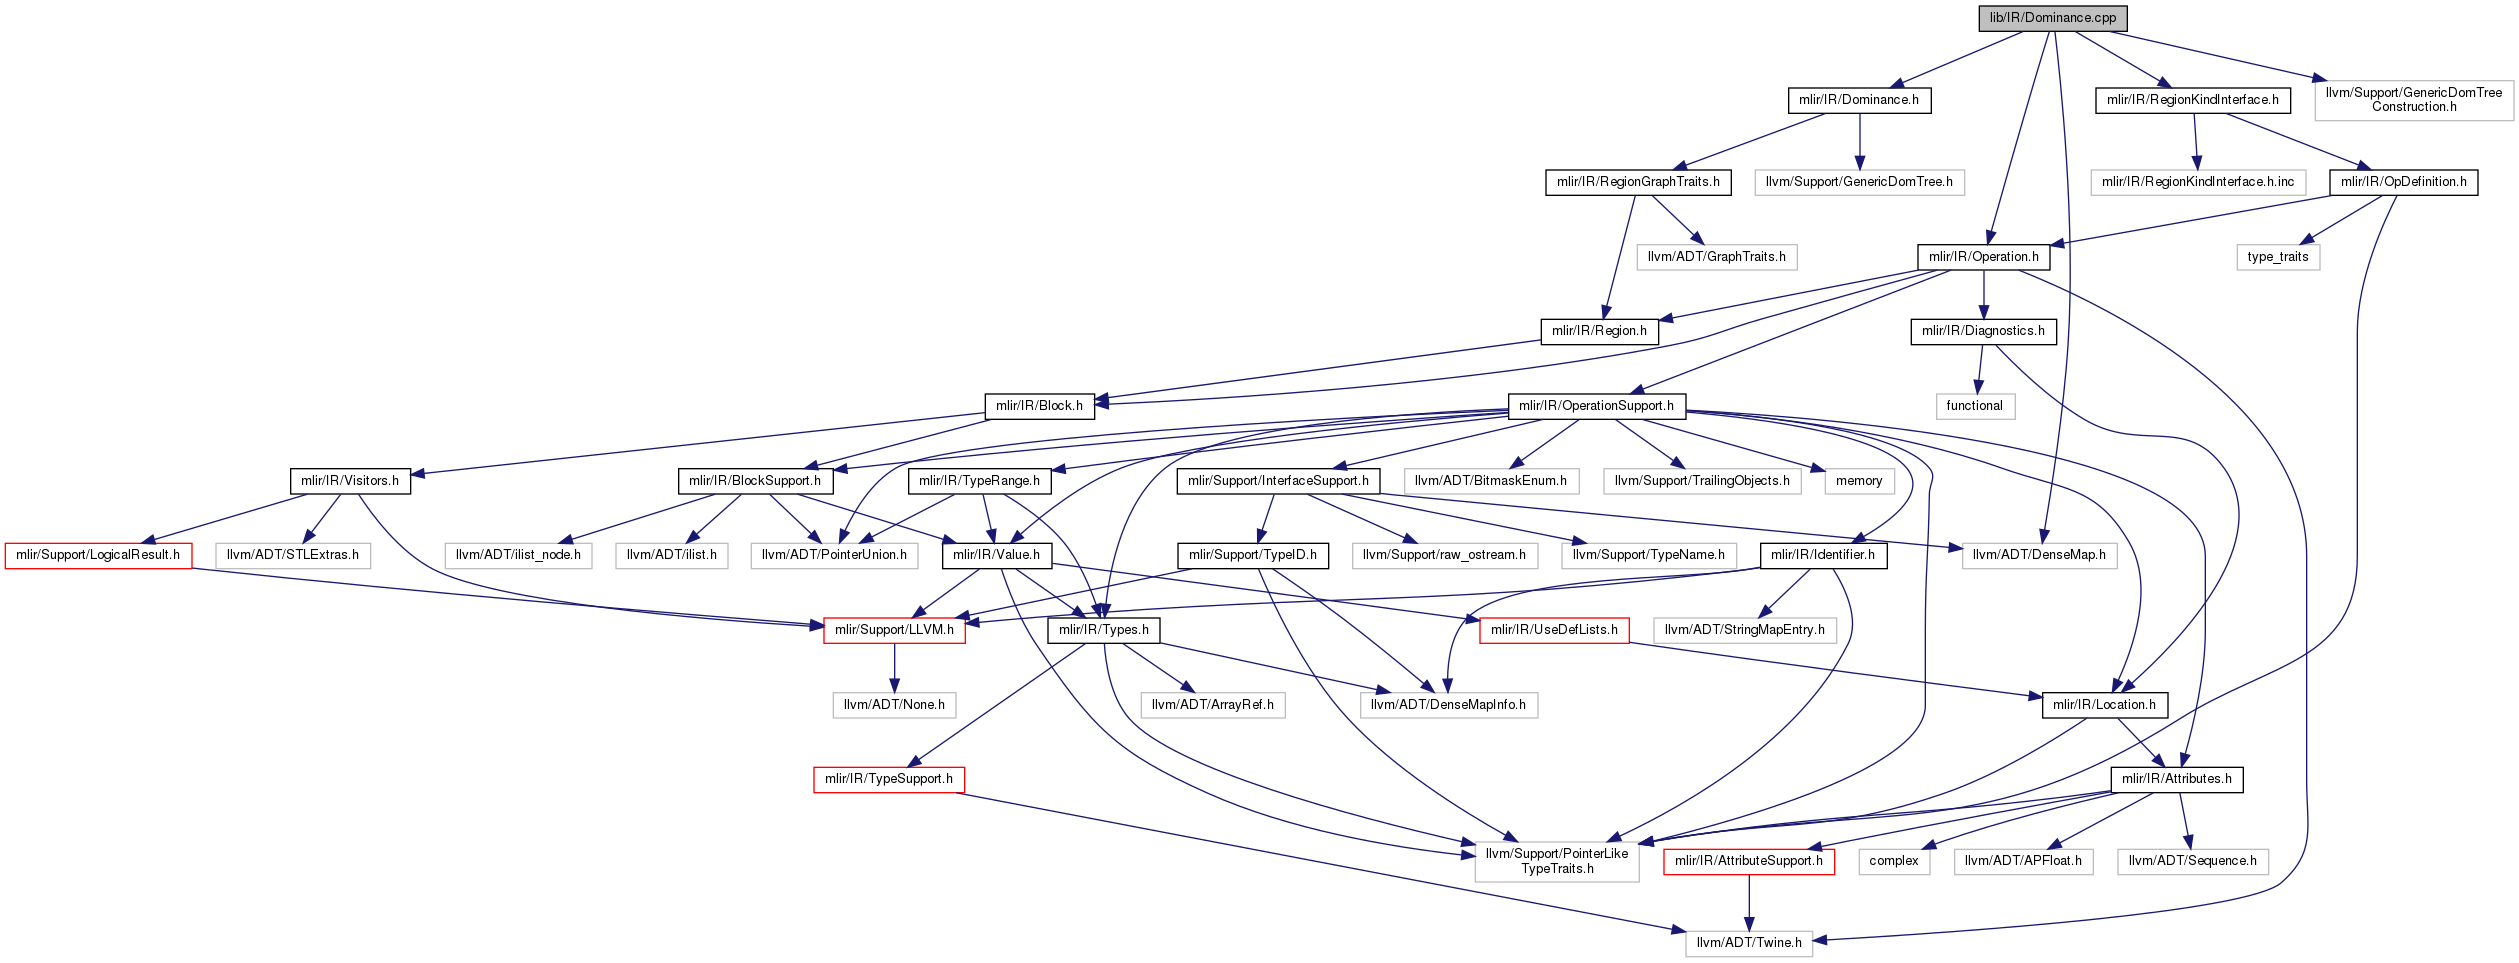 lib/IR/Dominance.cpp
mlir/IR/Dominance.h
mlir/IR/RegionKindInterface.h
llvm/Support/GenericDomTree
Construction.h
mlir/IR/RegionGraphTraits.h
llvm/Support/GenericDomTree.h
mlir/IR/RegionKindInterface.h.inc
mlir/IR/OpDefinition.h
llvm/ADT/GraphTraits.h
mlir/IR/Operation.h
type_traits
mlir/IR/Region.h
mlir/IR/Diagnostics.h
mlir/IR/Block.h
mlir/IR/OperationSupport.h
functional
mlir/IR/Visitors.h
mlir/IR/BlockSupport.h
mlir/IR/TypeRange.h
mlir/Support/InterfaceSupport.h
llvm/ADT/BitmaskEnum.h
llvm/Support/TrailingObjects.h
memory
mlir/Support/LogicalResult.h
llvm/ADT/STLExtras.h
llvm/ADT/ilist_node.h
llvm/ADT/ilist.h
llvm/ADT/PointerUnion.h
mlir/IR/Value.h
mlir/Support/TypeID.h
llvm/Support/raw_ostream.h
llvm/Support/TypeName.h
mlir/IR/Identifier.h
llvm/ADT/DenseMap.h
mlir/Support/LLVM.h
mlir/IR/Types.h
mlir/IR/UseDefLists.h
llvm/ADT/StringMapEntry.h
llvm/ADT/None.h
llvm/ADT/ArrayRef.h
llvm/ADT/DenseMapInfo.h
mlir/IR/Location.h
mlir/IR/TypeSupport.h
mlir/IR/Attributes.h
llvm/Support/PointerLike
TypeTraits.h
mlir/IR/AttributeSupport.h
complex
llvm/ADT/APFloat.h
llvm/ADT/Sequence.h
llvm/ADT/Twine.h